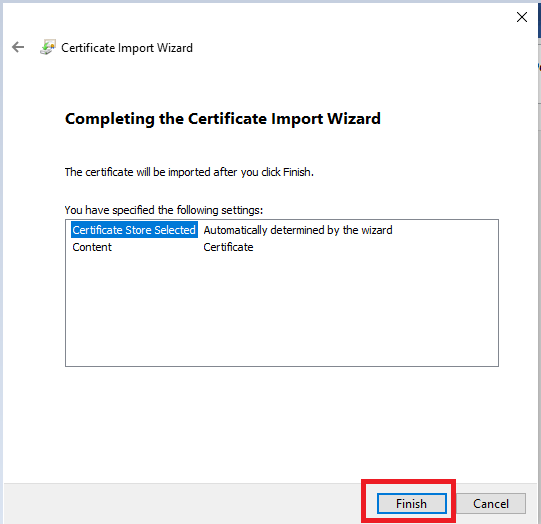 Certificate Import Wizard
Completing the Certificate Import Wizard
The certificate will be imported after you click Finish.
You have specified the following settings:
Certificate Store Selected Automatically determined by the wizard
Content Certificate
Finish Cancel